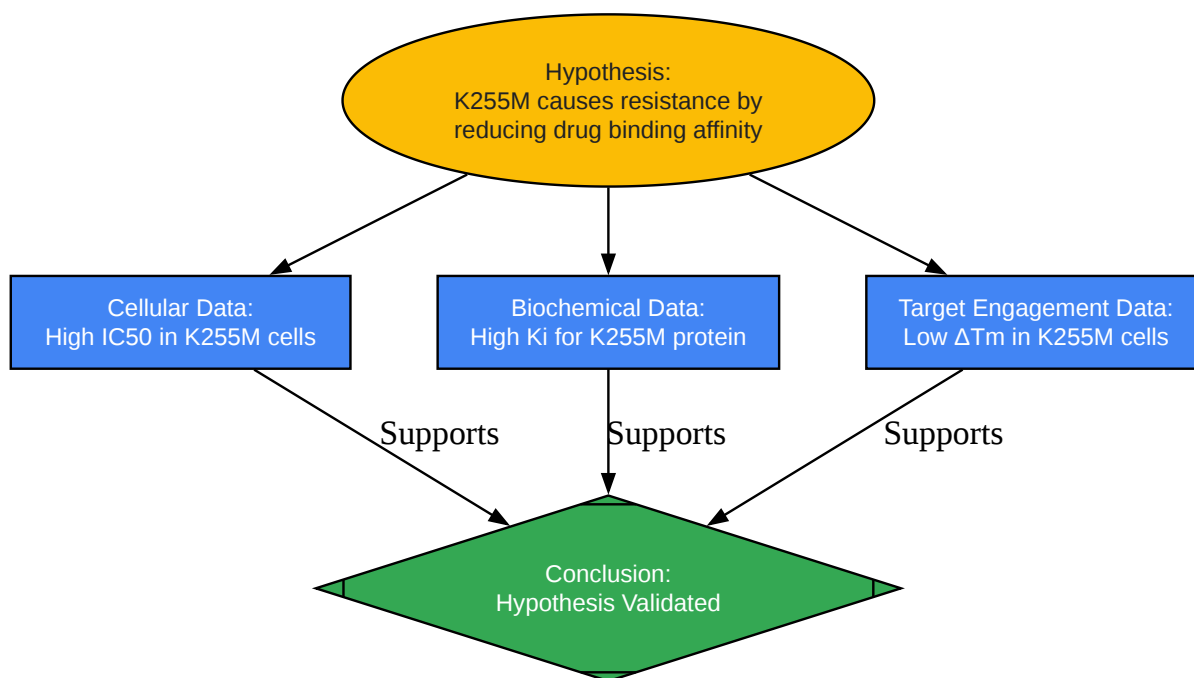 Hypothesis:
K255M causes resistance by
reducing drug binding affinity
Cellular Data:
High IC50 in K255M cells
Biochemical Data:
High Ki for K255M protein
Target Engagement Data:
Low ΔTm in K255M cells
Supports
Supports
Supports
Conclusion:
Hypothesis Validated